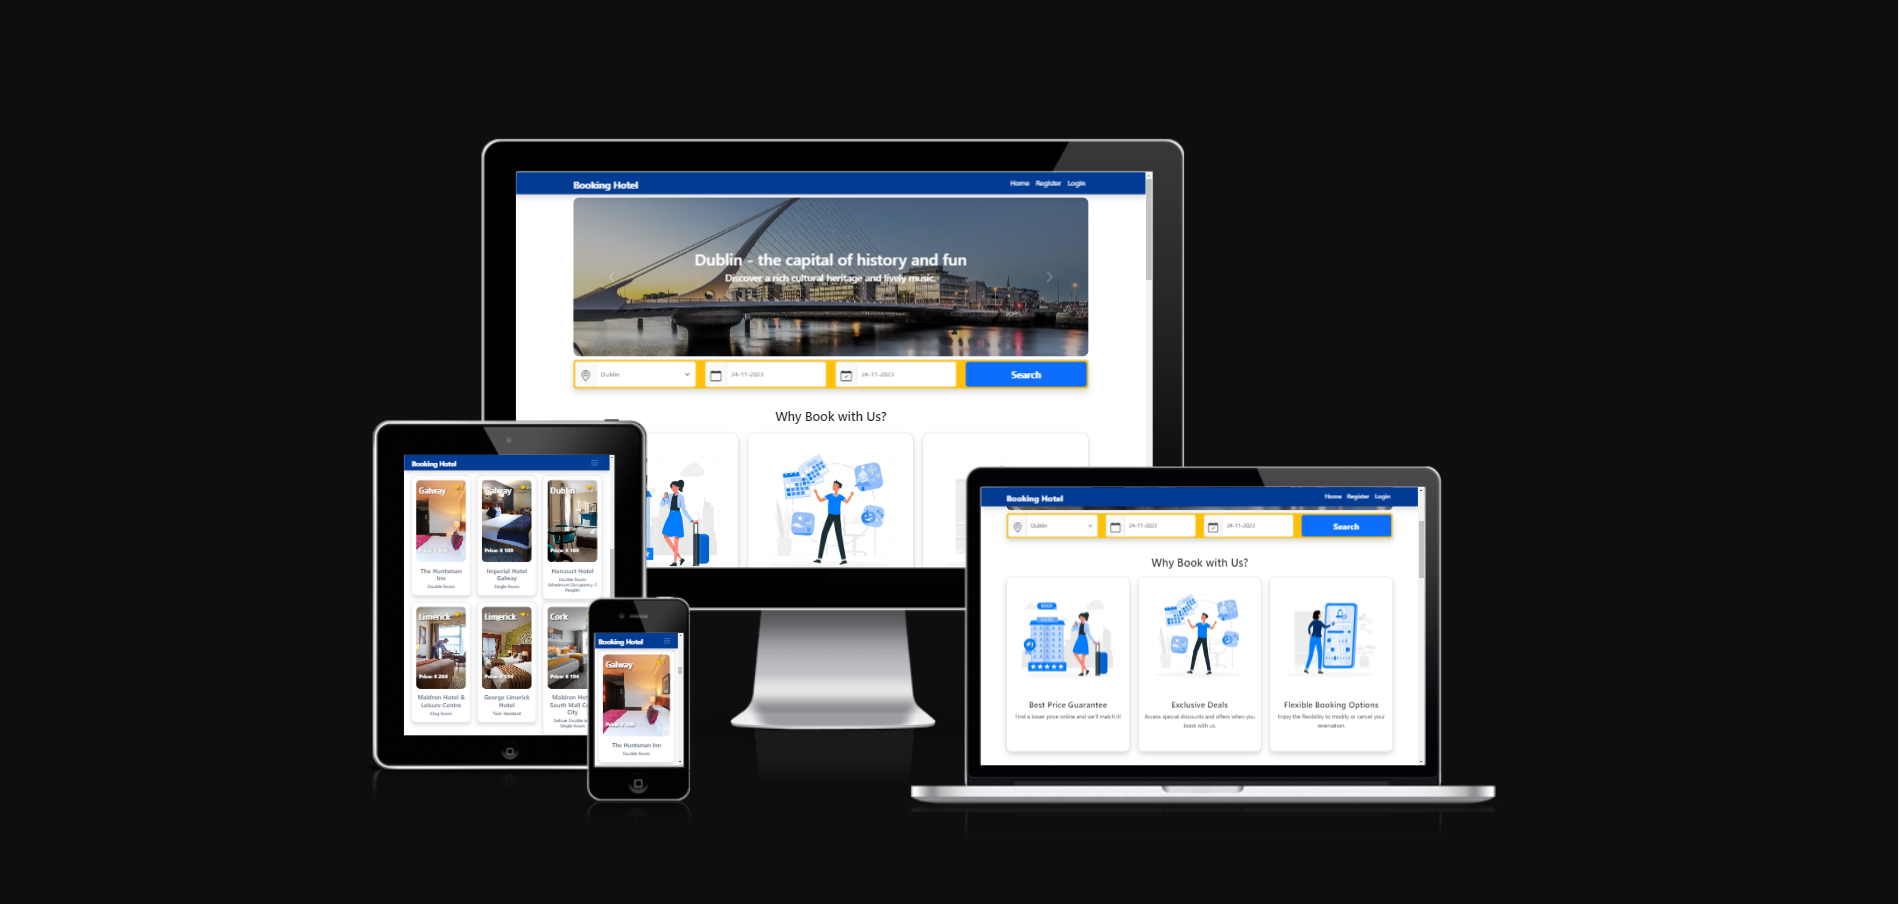 Booking Hotel
Home Register Login
Dublin - the capital of history and fun
Discover a rich cultural heritage and lively music.
Dublin
24-11-2023
24-11-2023
Search
Why Book with Us?
Booking Hotel
Galway
Price: €
The Huntsman
Inn
Double Room
Galway
Price: € 109
Imperial Hotel
Galway
Single Room
Dublin
Price: € 169
Harcourt Hotel
Double Room
(Maximum Occupancy 2
People)
Limerick
Price: € 264
Maldron Hotel &
Leisure Centre
King Room
Limerick
Price: €
George Limerick
Hotel
Twin Standard
Cork
Price: € 194
Maldron
South Mall
City
Deluxe Double
Single Room
Booking Hotel
Galway
Price: €
The Huntsman Inn
Double Room
Booking Hotel
Home Register Login
Dublin
24-11-2023
24-11-2023
Search
Why Book with Us?
BOOK
HOTEL
Best Price Guarantee
Find a lower price online and we'll match it!
Exclusive Deals
Access special discounts and offers when you
book with us.
Flexible Booking Options
Enjoy the flexibility to modify or cancel your
reservation.